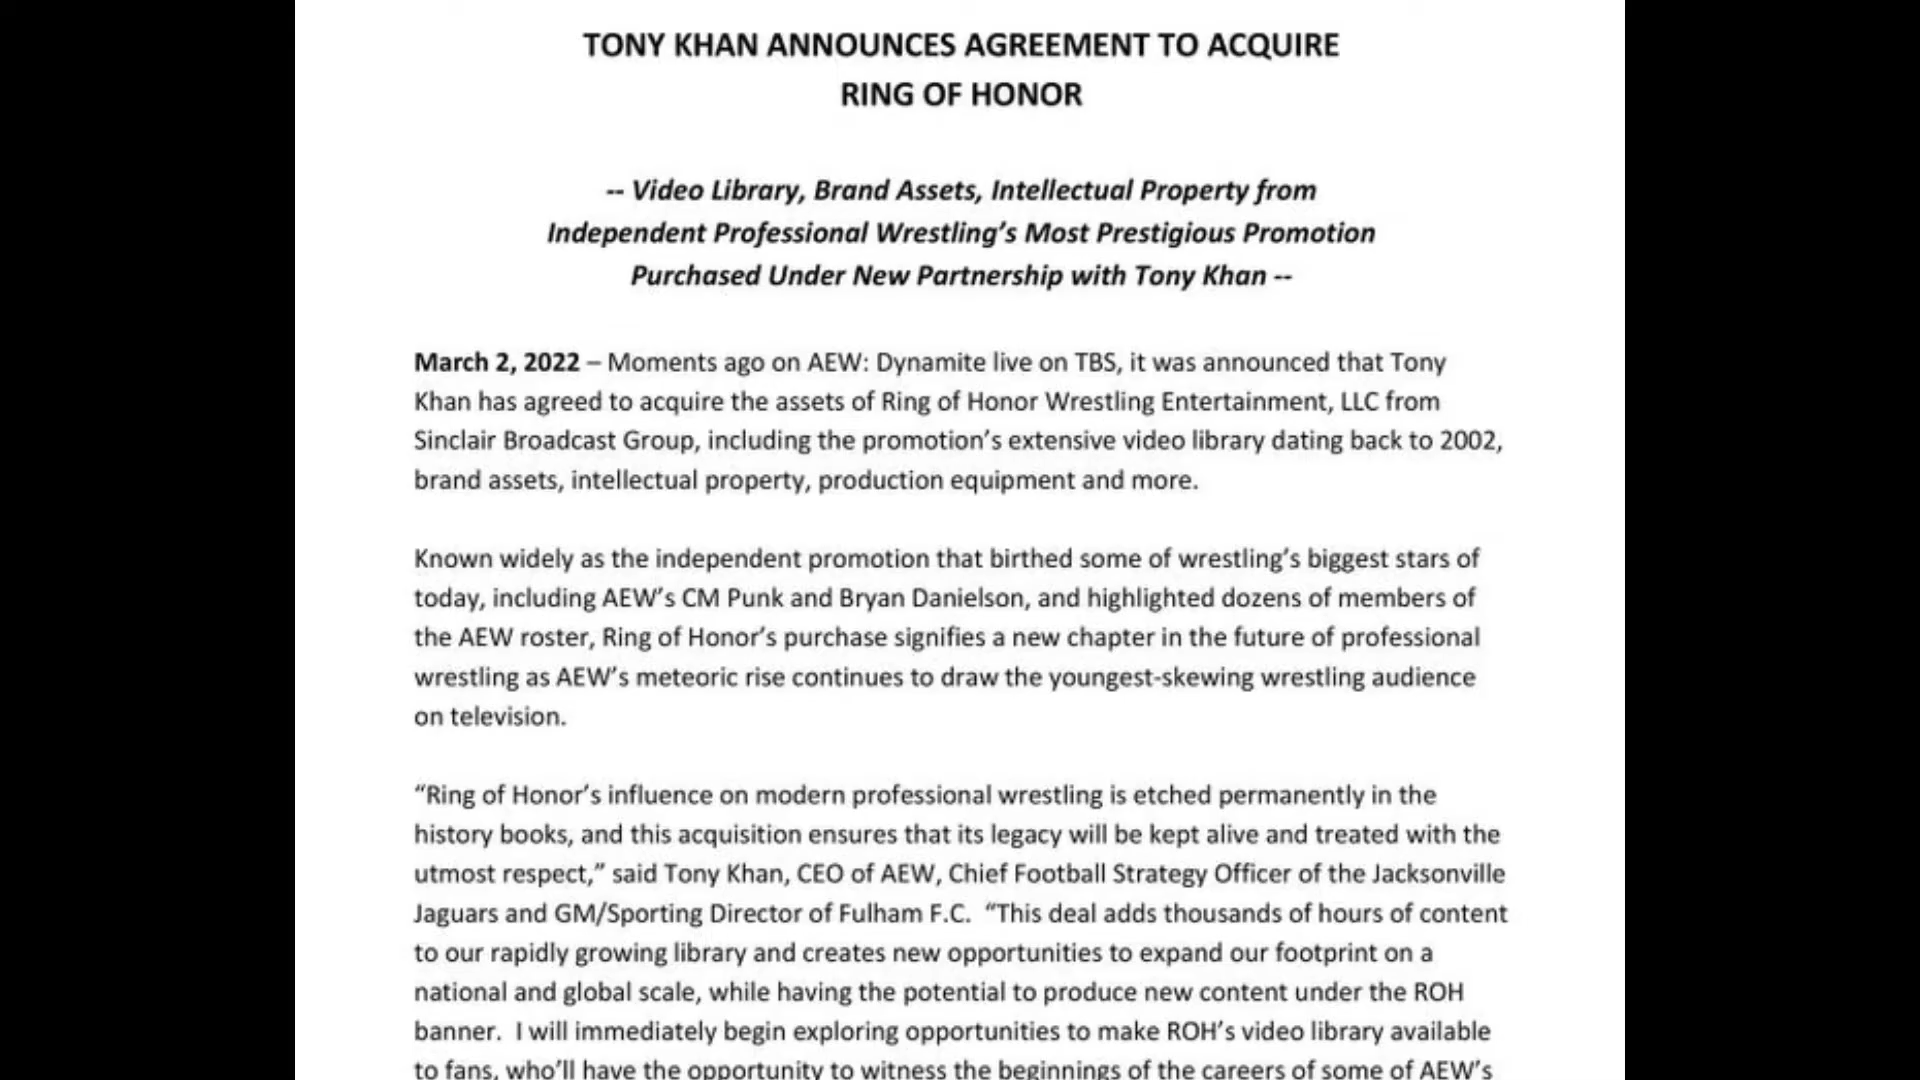 TONY KHAN ANNOUNCES AGREEMENT TO ACQUIRE
RING OF HONOR
-- Video Library, Brand Assets, Intellectual Property from
Independent Professional Wrestling’s Most Prestigious Promotion
Purchased Under New Partnership with Tony Khan --
March 2, 2022 – Moments ago on AEW: Dynamite live on TBS, it was announced that Tony
Khan has agreed to acquire the assets of Ring of Honor Wrestling Entertainment, LLC from
Sinclair Broadcast Group, including the promotion’s extensive video library dating back to 2002,
brand assets, intellectual property, production equipment and more.
Known widely as the independent promotion that birthed some of wrestling’s biggest stars of
today, including AEW’s CM Punk and Bryan Danielson, and highlighted dozens of members of
the AEW roster, Ring of Honor’s purchase signifies a new chapter in the future of professional
wrestling as AEW’s meteoric rise continues to draw the youngest-skewing wrestling audience
on television.
“Ring of Honor’s influence on modern professional wrestling is etched permanently in the
history books, and this acquisition ensures that its legacy will be kept alive and treated with the
utmost respect,” said Tony Khan, CEO of AEW, Chief Football Strategy Officer of the Jacksonville
Jaguars and GM/Sporting Director of Fulham F.C.  “This deal adds thousands of hours of content
to our rapidly growing library and creates new opportunities to expand our footprint on a
national and global scale, while having the potential to produce new content under the ROH
banner.  I will immediately begin exploring opportunities to make ROH’s video library available
to fans, who’ll have the opportunity to witness the beginnings of the careers of some of AEW’s